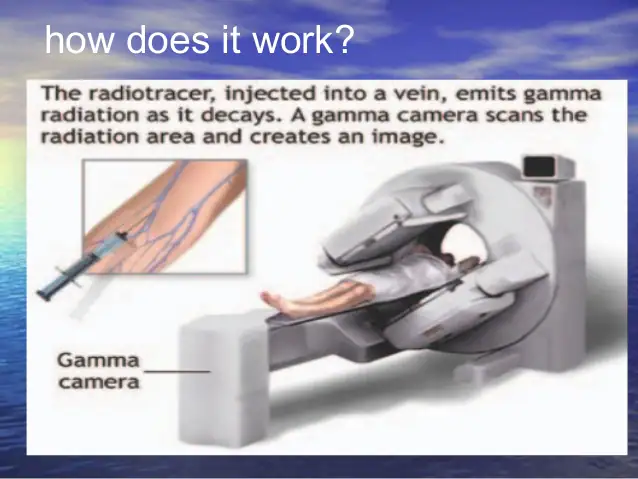 how does it work?
The radiotracer, injected into a vein, emits gamma
radiation as it decays. A gamma camera scans the
radiation area and creates an image.
Gamma
camera